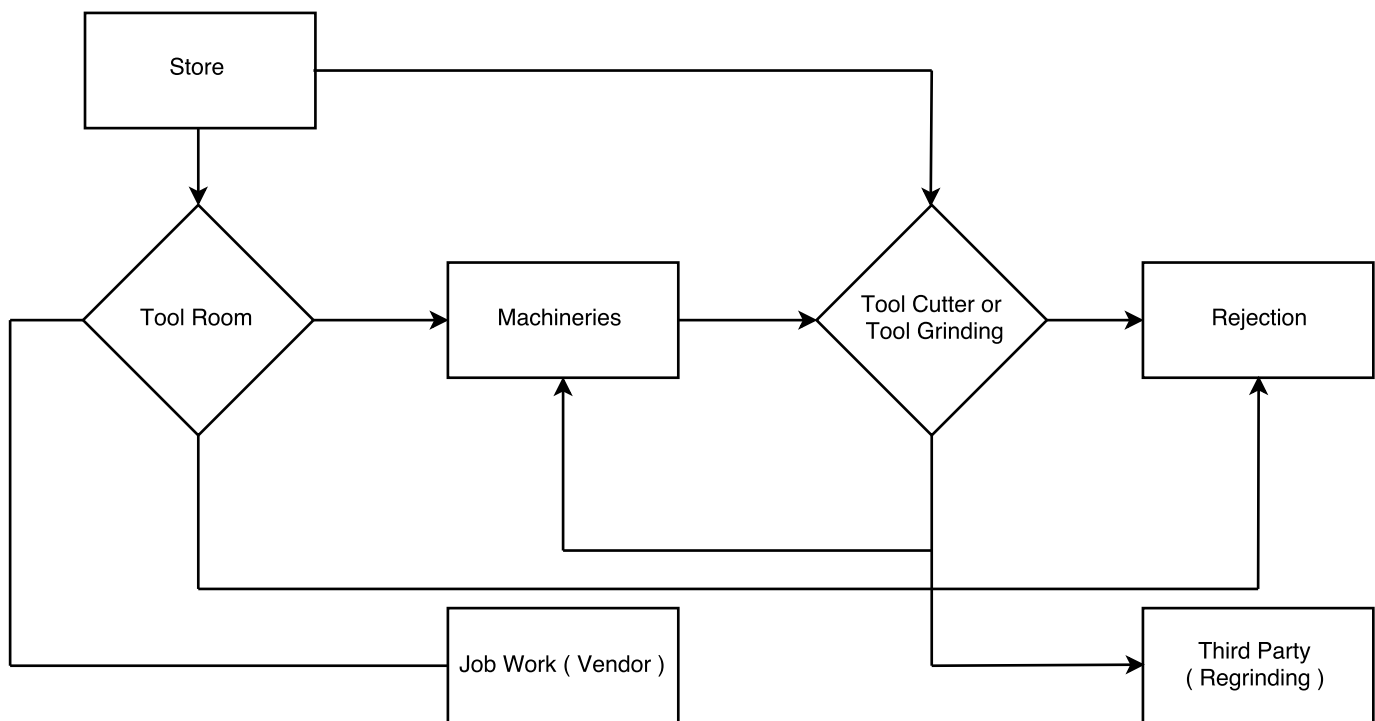 Store
Tool Room
Machineries
Tool Cutter or
Tool Grinding
Rejection
Job Work ( Vendor )
Third Party
( Regrinding )